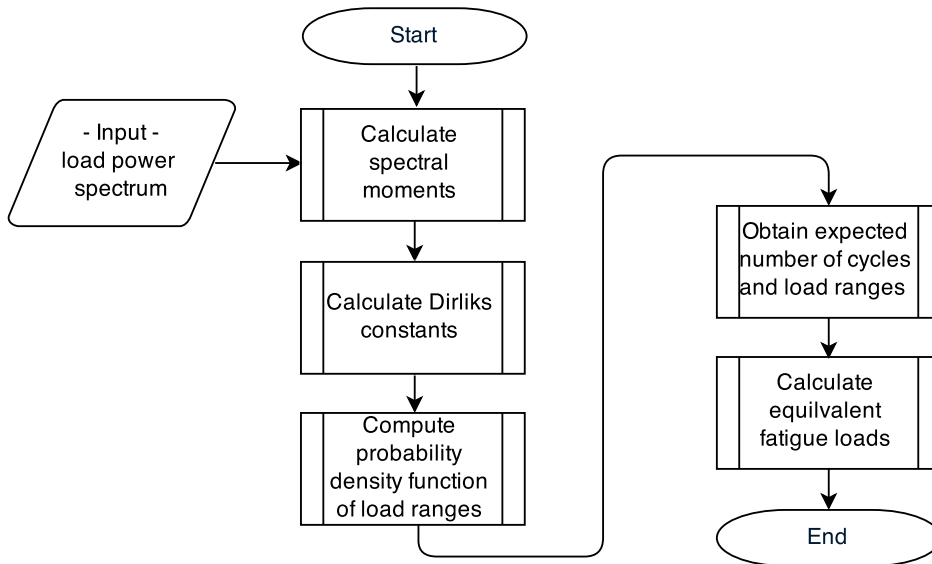 Start
- Input -
load power
spectrum
Calculate
spectral
moments
Calculate Dirliks
constants
Compute
probability
density function
of load ranges
Obtain expected
number of cycles
and load ranges
Calculate
equilvalent
fatigue loads
End